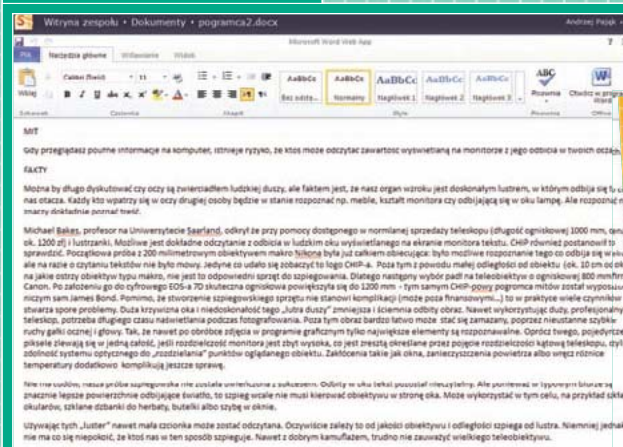 Witryna zespołu • Dokumenty • pogramca2.docx Andrzej Pająk
Microsoft Word Web App
Plik Narzędzia główne Wstawianie Widok
Calibri (Treść) 11
AaBbCc AaBbCc AaBbCc AaBbCc AaBbCc ABC
Wklej Bez odstę... Normalny Nagłówek 1 Nagłówek 2 Nagłówek 3 Pisownia Otwórz w
Word
Schowek Czcionka Akapit Style Pisownia Office
MIT
Gdy przeglądasz poufne informacje na komputer, istnieje ryzyko, że ktoś może odczytać zawartość wyświetlaną na monitorze z jego odbicia w twoich
FAKTY
Można by długo dyskutować czy oczy są zwierciadłem ludzkiej duszy, ale faktem jest, że nasz organ wzroku jest doskonałym lustrem, w którym odbija się
nas otacza. Każdy kto wpatrzy się w oczy drugiej osoby będzie w stanie rozpoznać np. meble, kształt monitora czy odbijającą się w oku lampę. Ale rozpoznać
znaczy dokładnie poznać treść.
Michael Bakes, profesor na Uniwersytecie Saarland, odkrył że przy pomocy dostępnego w normalnej sprzedaży teleskopu (długość ogniskowej 1000 mm,
ok. 1200 zł) i lustrzanki. Możliwe jest dokładne odczytanie z odbicia w ludzkim oku wyświetlanego na ekranie monitora tekstu. CHIP również postanowił to
sprawdzić. Początkowa próba z 200 milimetrowym obiektywem makro Nikona była już całkiem obiecująca: było możliwe rozpoznanie tego co odbija się w
ale na razie o czytaniu tekstów nie było mowy. Jedyne co udało się zobaczyć to logo CHIP-a. Poza tym z powodu małej odległości od obiektu (ok. 10 cm od
na jakie ostrzy obiektyw typu makro, nie jest to odpowiedni sprzęt do szpiegowania. Dlatego następny wybór padł na teleobiektyw o ogniskowej 800 mm
Canon. Po założeniu go do cyfrowego EOS-a 7D skuteczna ogniskowa powiększyła się do 1200 mm - tym samym CHIP-owy pogromca mitów został
niczym sam James Bond. Pomimo, że stworzenie szpiegowskiego sprzętu nie stanowi komplikacji (może poza finansowymi...) to w praktyce wiele czynników
stwarza spore problemy. Duża krzywizna oka i niedoskonałość tego „lutra duszy” zmniejsza i ściemnia odbity obraz. Nawet wykorzystując duży, profesjonalny
teleskop, potrzeba długiego czasu naświetlania podczas fotografowania. Poza tym obraz bardzo łatwo może stać się zamazany, poprzez nieustanne szybkie
ruchy gałki ocznej i głowy. Tak, że nawet po obróbce zdjęcia w programie graficznym tylko największe elementy są rozpoznawalne. Oprócz tego, pojedyncze
piksele zlewają się w jedną całość, jeśli rozdzielczość monitora jest zbyt wysoka, co jest zresztą określane przez pojęcie rozdzielczości kątowej teleskopu, czyli
zdolność systemu optycznego do „rozdzielania” punktów oglądanego obiektu. Zakłócenia takie jak okna, zanieczyszczenia powietrza albo wręcz różnice
temperatury dodatkowo komplikują jeszcze sprawę.
Nie ma cudów, nasza próba szpiegowska nie została uwieńczona z sukcesem. Odbity w oku tekst pozostał nieczytelny. Ale ponieważ w typowym biurze są
znacznie lepsze powierzchnie odbijające światło, to szpieg wcale nie musi kierować obiektywu w stronę oka. Może wykorzystać w tym celu, na przykład
okularów, szklane dzbanki do herbaty, butelki albo szybę w oknie.
Używając tych „luster” nawet mała czcionka może zostać odczytana. Oczywiście zależy to od jakości obiektywu i odległości szpiega od lustra. Niemniej
nie ma co się niepokoić, że ktoś nas w ten sposób szpieguje. Nawet z dobrym kamuflażem, trudno nie zauważyć wielkiego teleobiektywu.